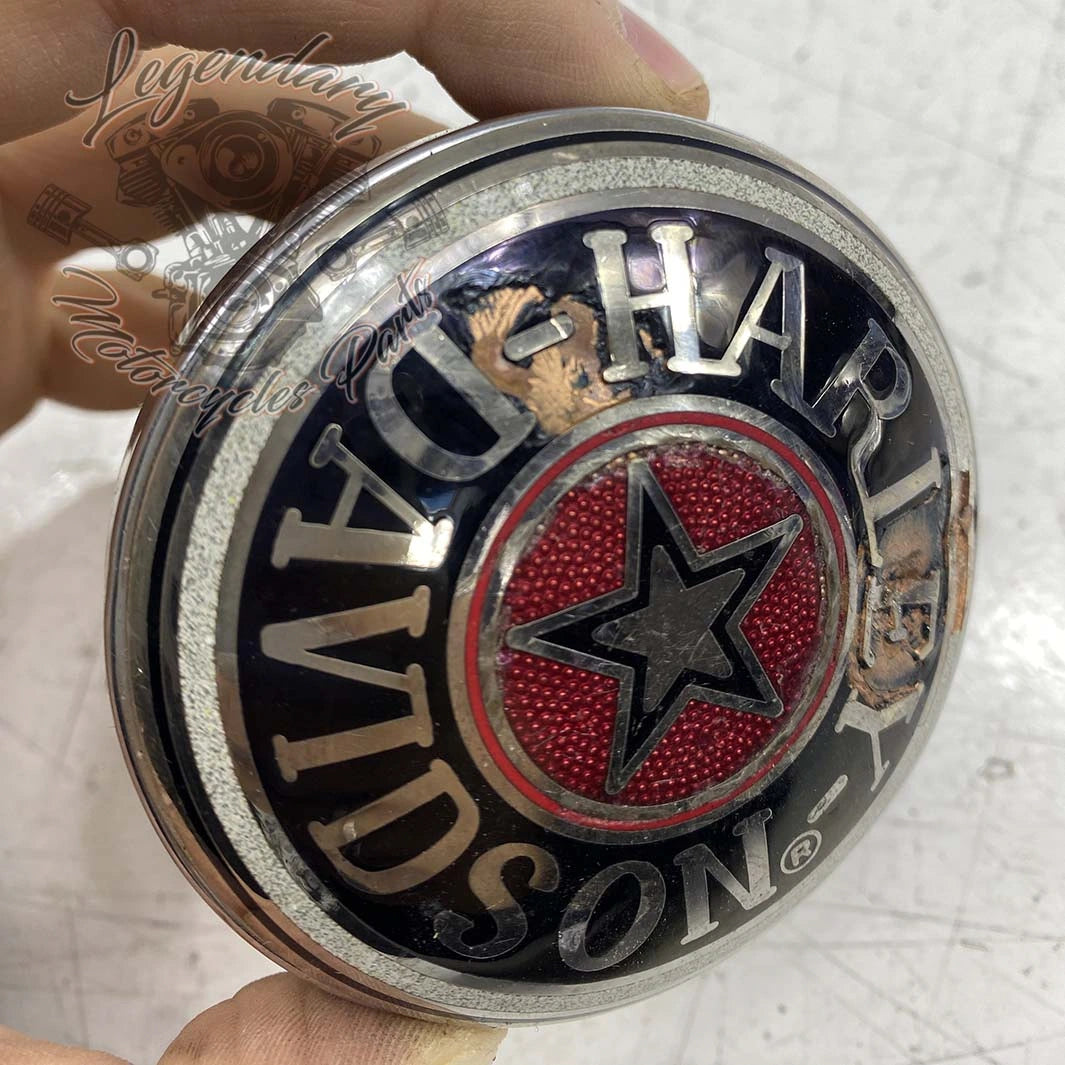 Legendary
Motorcycles Parts
-HARLEY-
DAVIDSON
®